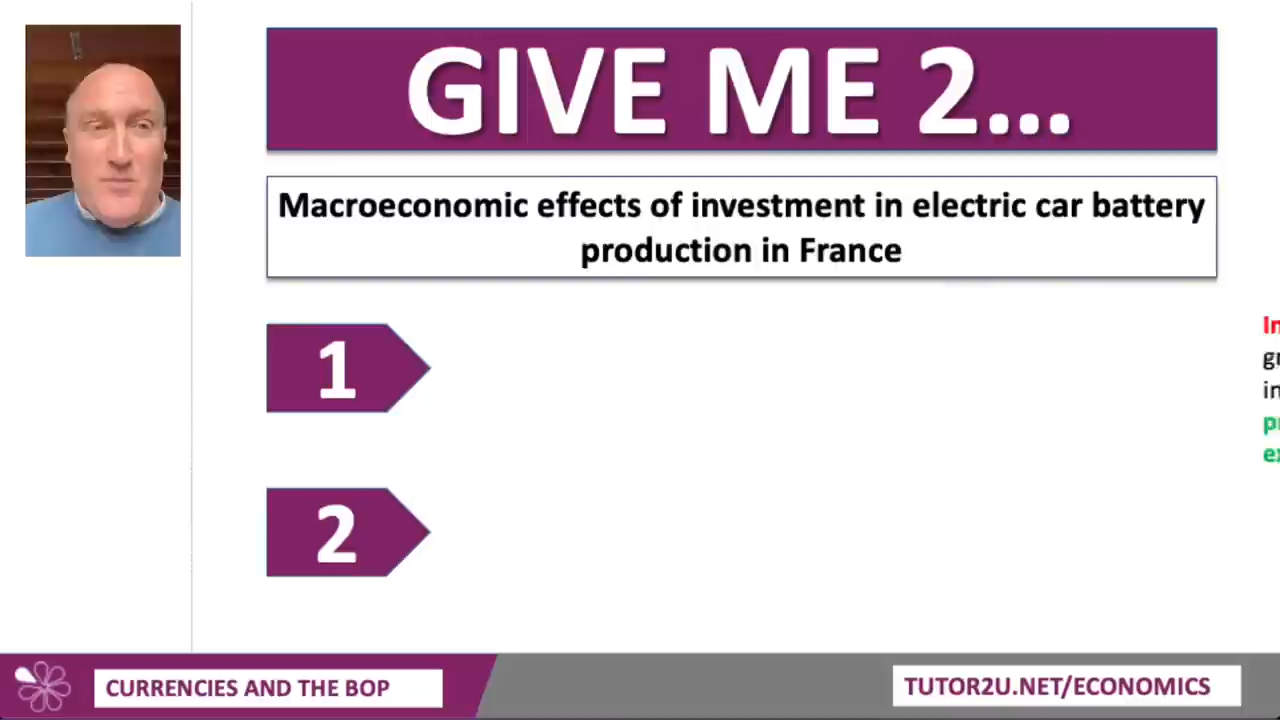 GIVE ME 2...
Macroeconomic effects of investment in electric car battery
production in France
1
2
CURRENCIES AND THE BOP
TUTOR2U.NET/ECONOMICS